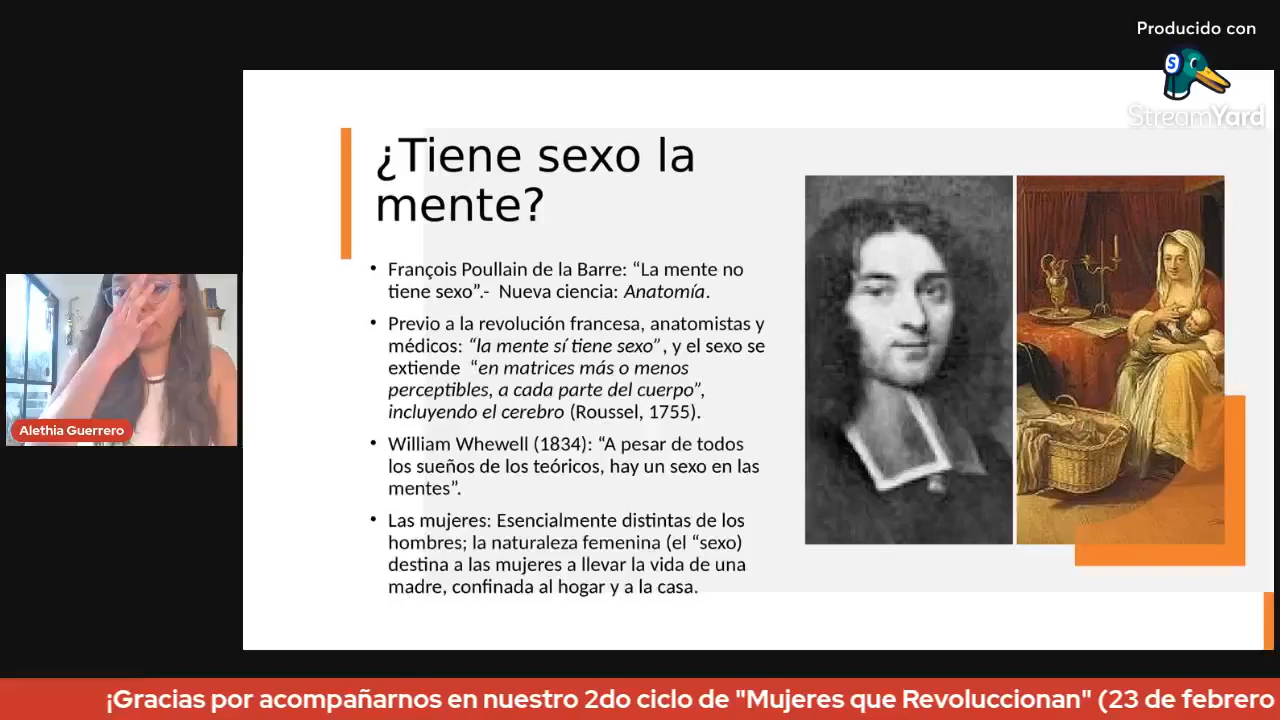 Producido con
StreamYard
¿Tiene sexo la
mente?
• François Poullain de la Barre: “La mente no
tiene sexo”.- Nueva ciencia: Anatomía.
• Previo a la revolución francesa, anatomistas y
médicos: “la mente sí tiene sexo”, y el sexo se
extiende “en matrices más o menos
perceptibles, a cada parte del cuerpo”,
incluyendo el cerebro (Roussel, 1755).
• William Whewell (1834): “A pesar de todos
los sueños de los teóricos, hay un sexo en las
mentes”.
• Las mujeres: Esencialmente distintas de los
hombres; la naturaleza femenina (el “sexo)
destina a las mujeres a llevar la vida de una
madre, confinada al hogar y a la casa.
Alethia Guerrero
¡Gracias por acompañarnos en nuestro 2do ciclo de "Mujeres que Revoluccionan" (23 de febrero